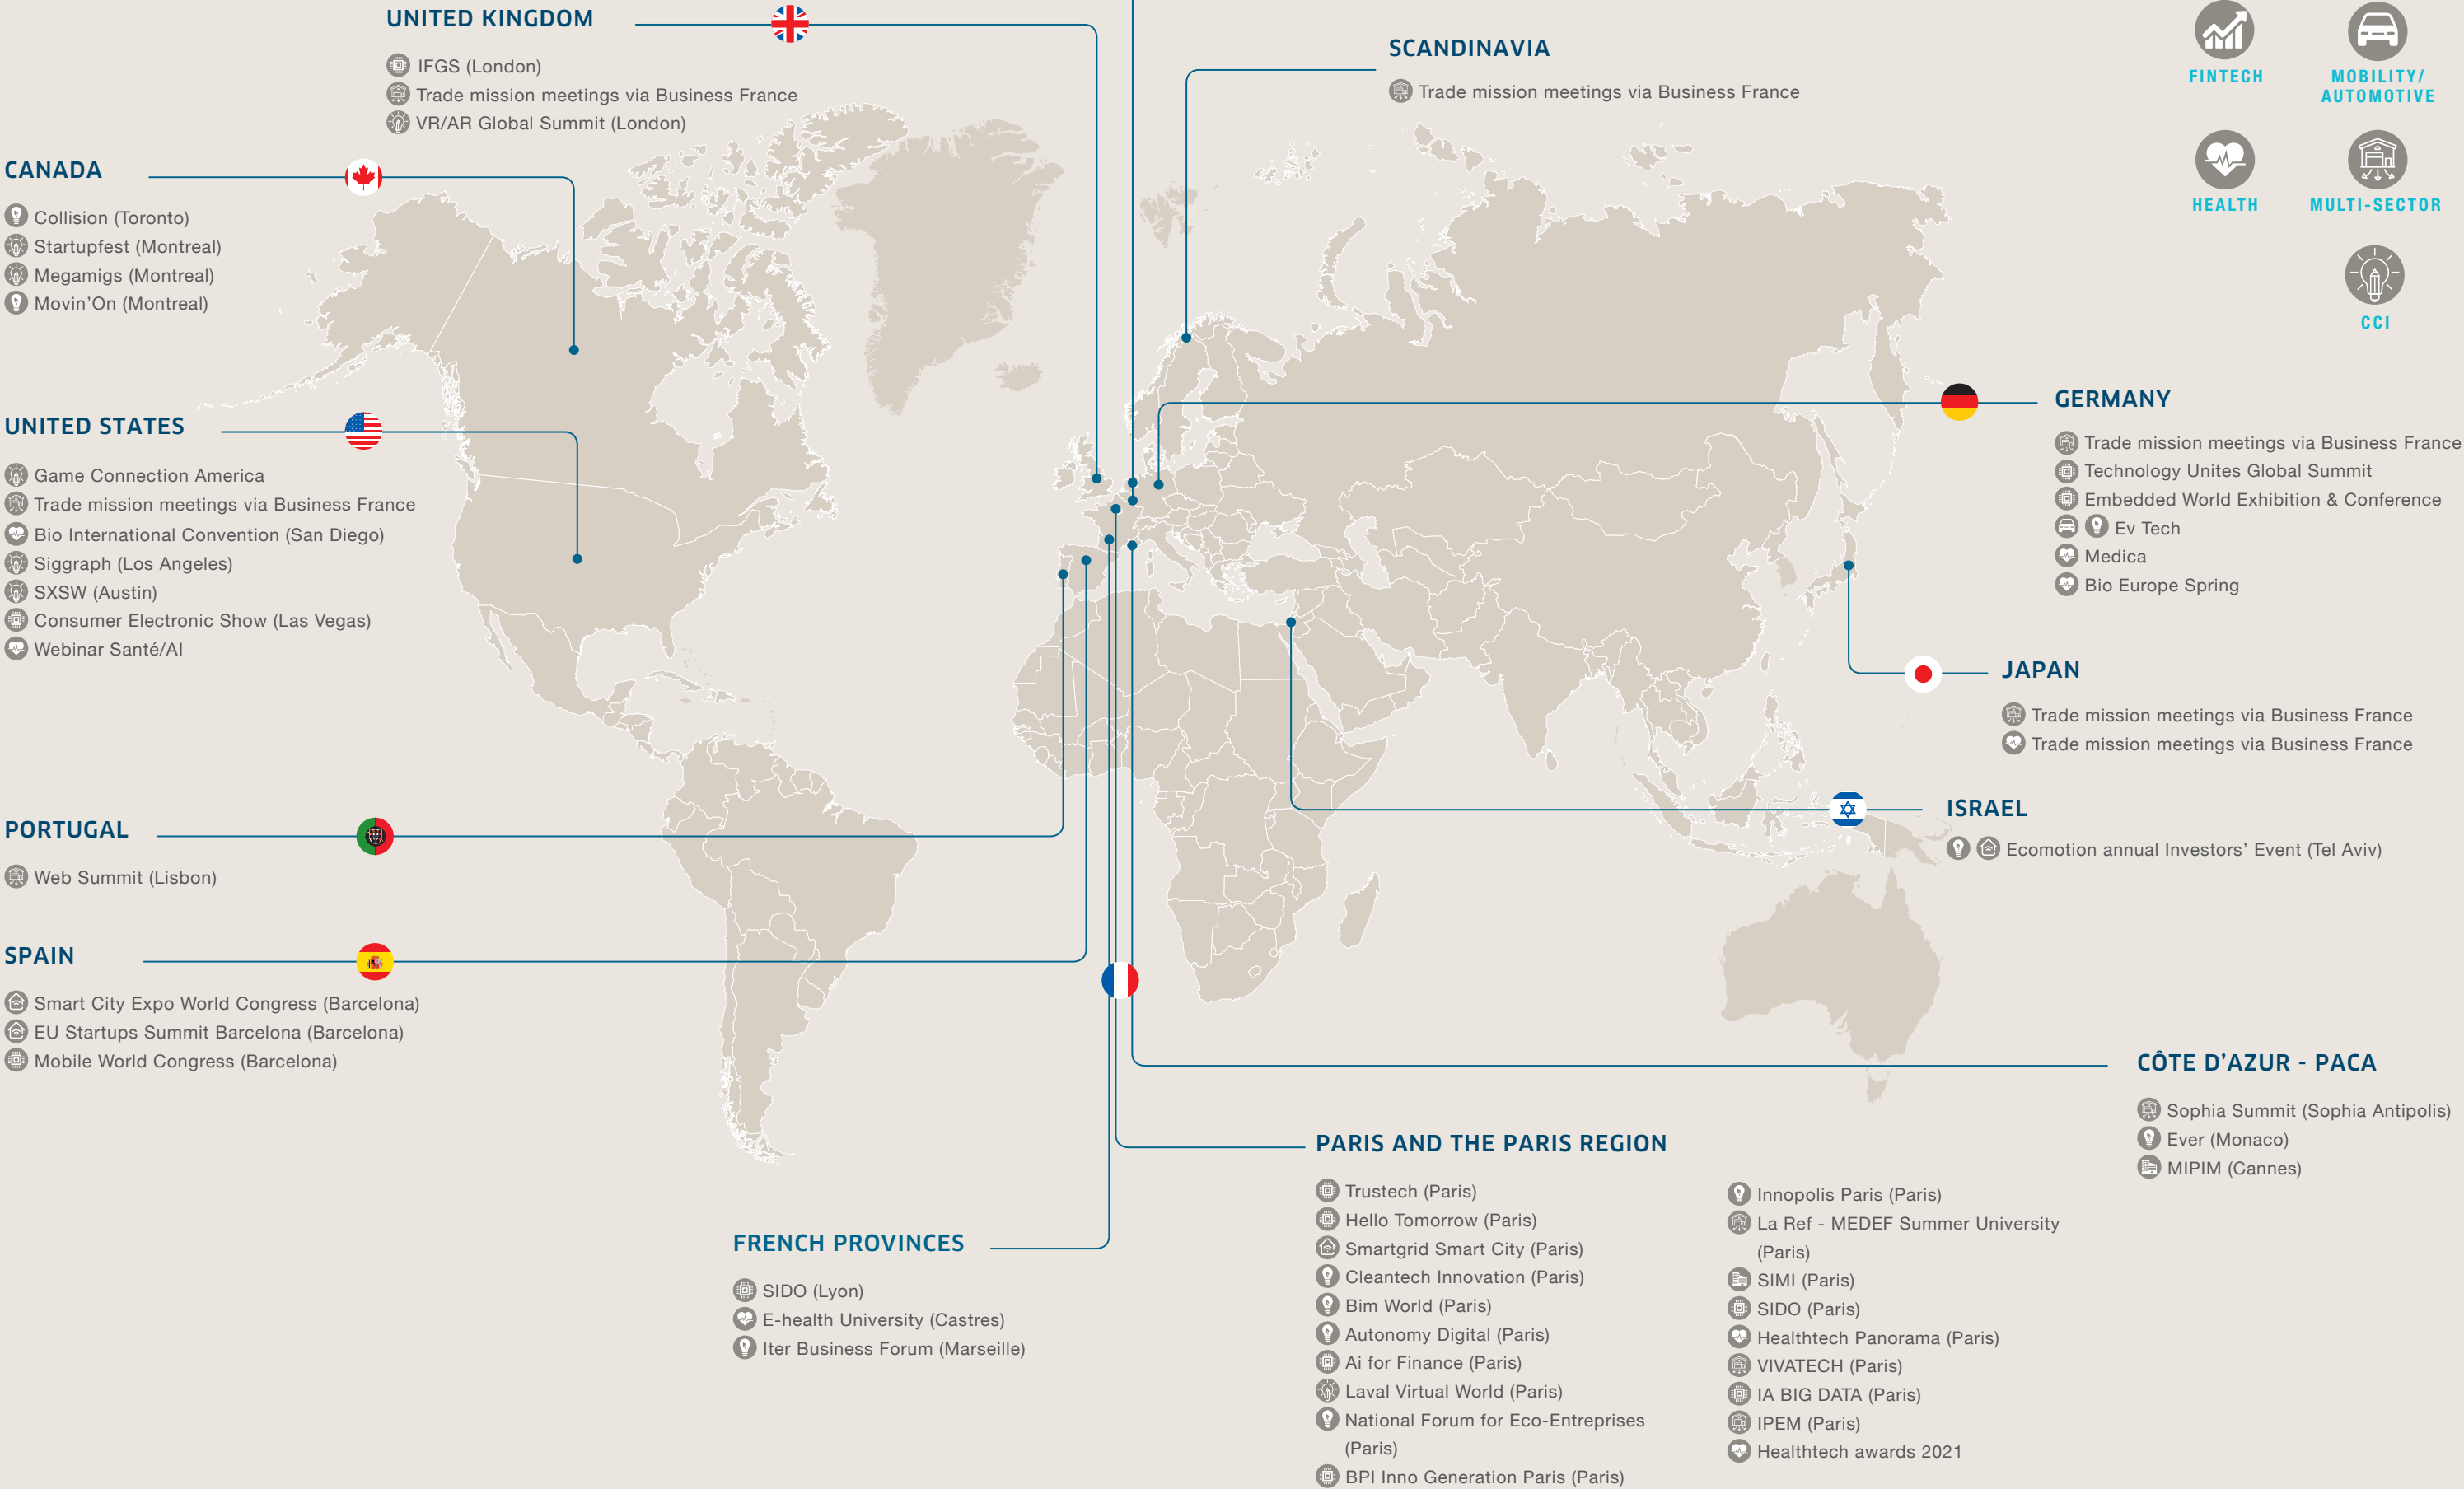 UNITED KINGDOM
IFGS (London)
Trade mission meetings via Business France
VR/AR Global Summit (London)
SCANDINAVIA
Trade mission meetings via Business France
FINTECH
MOBILITY/
AUTOMOTIVE
HEALTH
MULTI-SECTOR
CCI
CANADA
Collision (Toronto)
Startupfest (Montreal)
Megamigs (Montreal)
Movin'On (Montreal)
UNITED STATES
Game Connection America
Trade mission meetings via Business France
Bio International Convention (San Diego)
Siggraph (Los Angeles)
SXSW (Austin)
Consumer Electronic Show (Las Vegas)
Webinar Santé/AI
GERMANY
Trade mission meetings via Business France
Technology Unites Global Summit
Embedded World Exhibition & Conference
Ev Tech
Medica
Bio Europe Spring
JAPAN
Trade mission meetings via Business France
Trade mission meetings via Business France
ISRAEL
Ecomotion annual Investors' Event (Tel Aviv)
PORTUGAL
Web Summit (Lisbon)
SPAIN
Smart City Expo World Congress (Barcelona)
EU Startups Summit Barcelona (Barcelona)
Mobile World Congress (Barcelona)
CÔTE D'AZUR - PACA
Sophia Summit (Sophia Antipolis)
Ever (Monaco)
MIPIM (Cannes)
PARIS AND THE PARIS REGION
Trustech (Paris)
Hello Tomorrow (Paris)
Smartgrid Smart City (Paris)
Cleantech Innovation (Paris)
Bim World (Paris)
Autonomy Digital (Paris)
Ai for Finance (Paris)
Laval Virtual World (Paris)
National Forum for Eco-Entreprises
(Paris)
BPI Inno Generation Paris (Paris)
Innopolis Paris (Paris)
La Ref - MEDEF Summer University
(Paris)
SIMI (Paris)
SIDO (Paris)
Healthtech Panorama (Paris)
VIVATECH (Paris)
IA BIG DATA (Paris)
IPEM (Paris)
Healthtech awards 2021
FRENCH PROVINCES
SIDO (Lyon)
E-health University (Castres)
Iter Business Forum (Marseille)